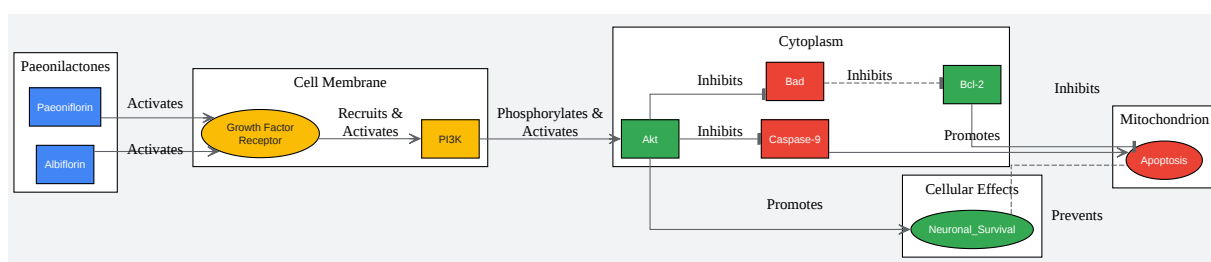 Paeonilactones
Paeoniflorin
Albiflorin
Activates
Activates
Cell Membrane
Growth Factor
Receptor
Recruits &
Activates
PI3K
Phosphorylates &
Activates
Cytoplasm
Akt
Inhibits
Inhibits
Bad
Caspase-9
Inhibits
Bcl-2
Promotes
Promotes
Cellular Effects
Neuronal_Survival
Inhibits
Prevents
Mitochondrion
Apoptosis